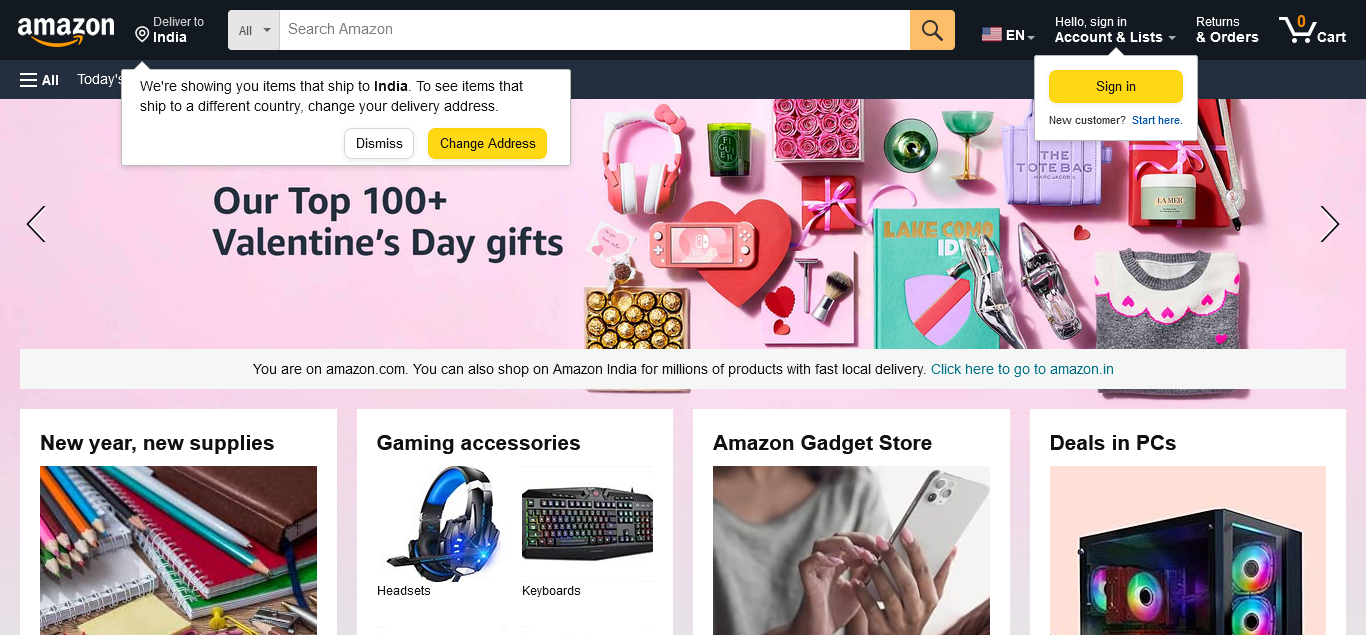 amazon
Deliver to
India
All
Search Amazon
EN
Hello, sign in
Account & Lists
Returns
& Orders
0
Cart
All
Today's
We're showing you items that ship to India. To see items that
ship to a different country, change your delivery address.
Dismiss
Change Address
Sign in
New customer? Start here.
Our Top 100+
Valentine's Day gifts
FIGUIER
THE
TOTE BAG
MARC JACOBS
LA MER
LAKE COMO
IDYLL
You are on amazon.com. You can also shop on Amazon India for millions of products with fast local delivery. Click here to go to amazon.in
New year, new supplies
Gaming accessories
Amazon Gadget Store
Deals in PCs
Headsets
Keyboards